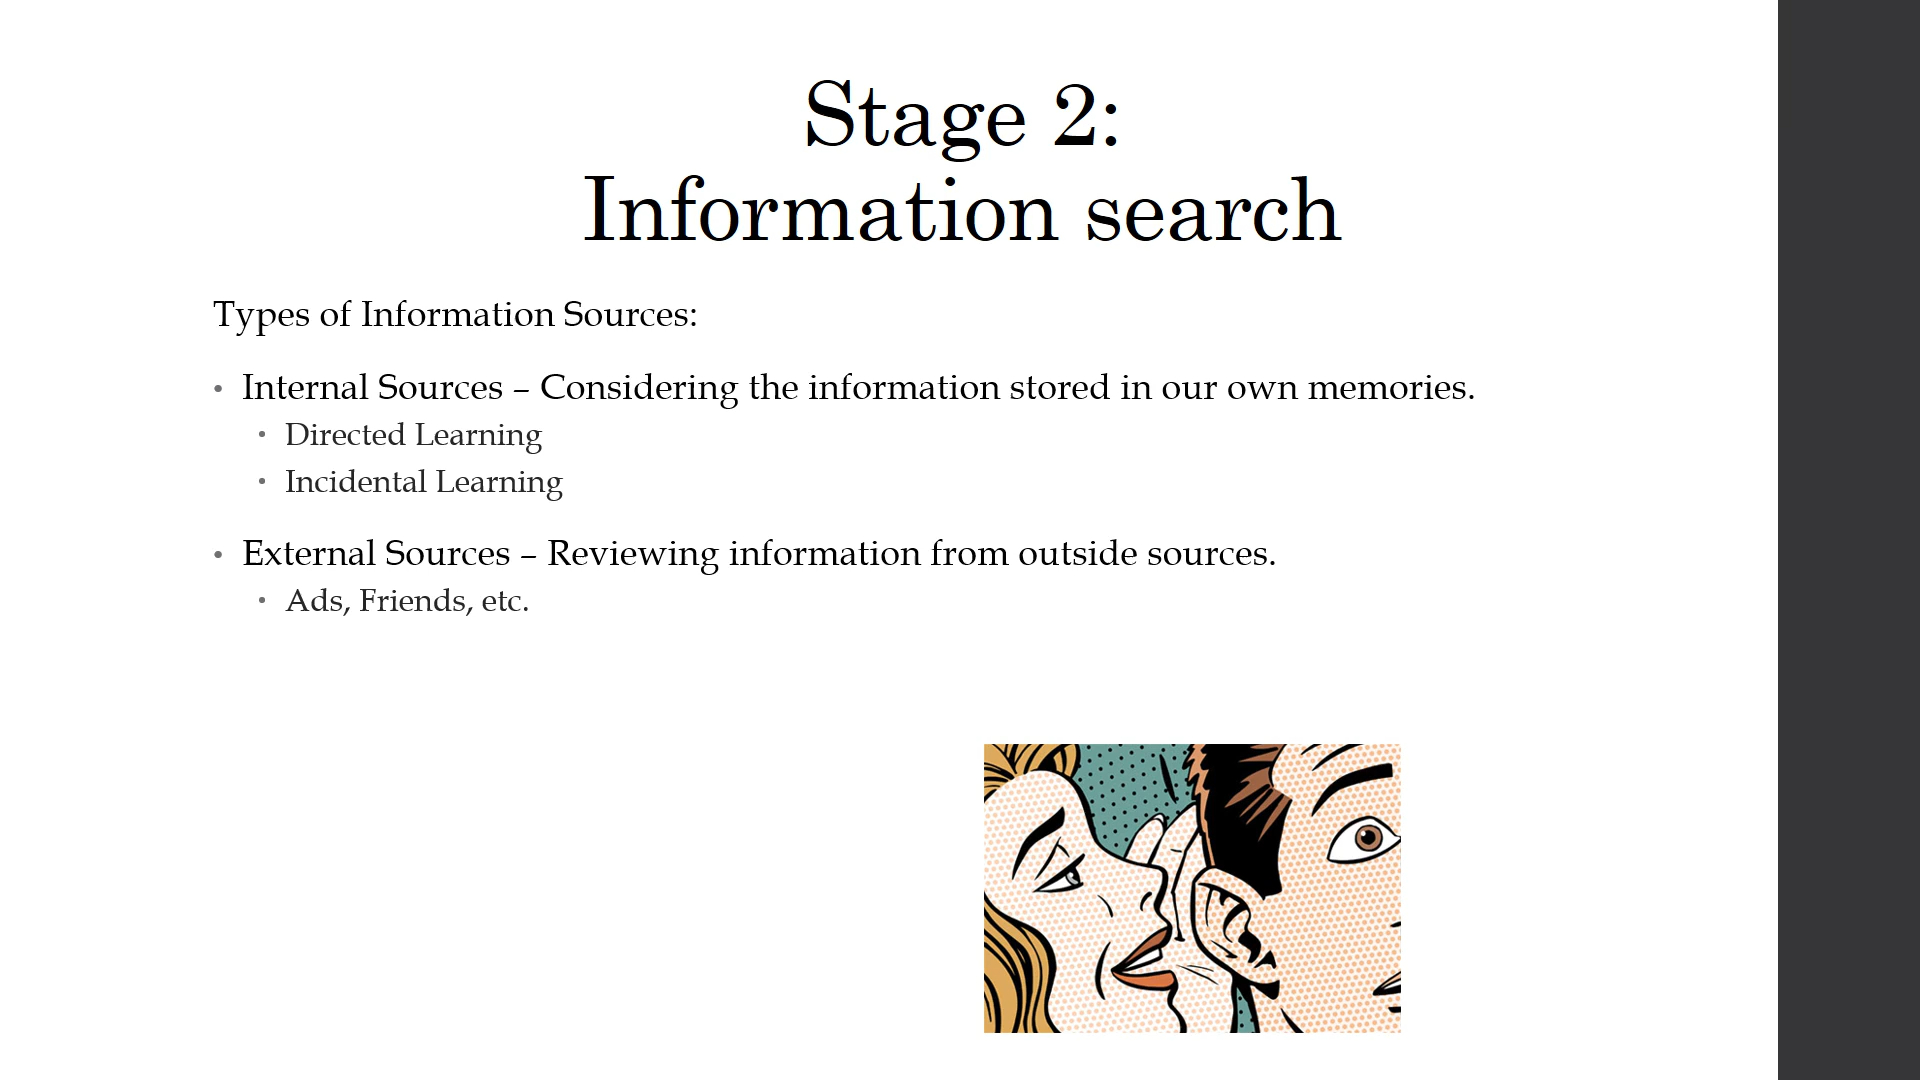 Stage 2:
Information search
Types of Information Sources:
• Internal Sources – Considering the information stored in our own memories.
• Directed Learning
• Incidental Learning
• External Sources – Reviewing information from outside sources.
• Ads, Friends, etc.